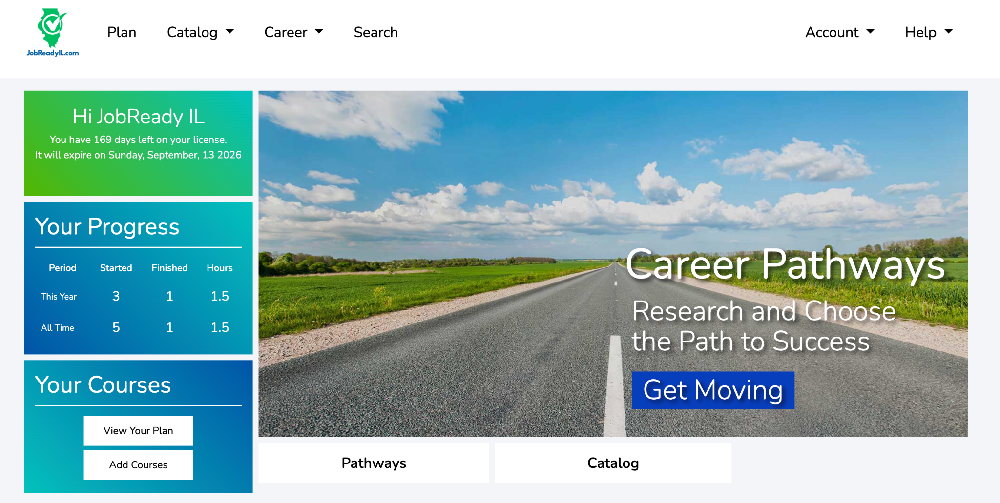 JobReadyIL.com
Plan
Catalog
Career
Search
Account
Help
Hi JobReady IL
You have 169 days left on your license.
It will expire on Sunday, September, 13 2026
Your Progress
Period Started Finished Hours
This Year 3 1 1.5
All Time 5 1 1.5
Your Courses
View Your Plan
Add Courses
Career Pathways
Research and Choose
the Path to Success
Get Moving
Pathways
Catalog